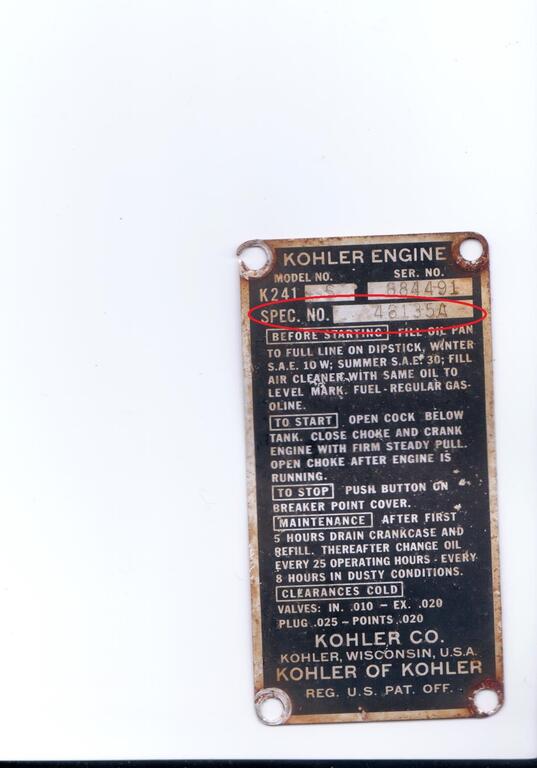 KOHLER ENGINE
MODEL NO. SER. NO.
K241 S 884491
SPEC. NO. 46135A
BEFORE STARTING FILL OIL PAN
TO FULL LINE ON DIPSTICK, WINTER
S.A.E. 10 W; SUMMER S.A.E. 30; FILL
AIR CLEANER WITH SAME OIL TO
LEVEL MARK. FUEL - REGULAR GAS-
OLINE.
TO START OPEN COCK BELOW
TANK. CLOSE CHOKE AND CRANK
ENGINE WITH FIRM STEADY PULL.
OPEN CHOKE AFTER ENGINE IS
RUNNING.
TO STOP PUSH BUTTON ON
BREAKER POINT COVER.
MAINTENANCE AFTER FIRST
5 HOURS DRAIN CRANKCASE AND
REFILL. THEREAFTER CHANGE OIL
EVERY 25 OPERATING HOURS - EVERY
8 HOURS IN DUSTY CONDITIONS.
CLEARANCES COLD
VALVES: IN. .010 - EX. .020
PLUG .025 - POINTS .020
KOHLER CO.
KOHLER, WISCONSIN, U.S.A.
KOHLER OF KOHLER
REG. U.S. PAT. OFF.